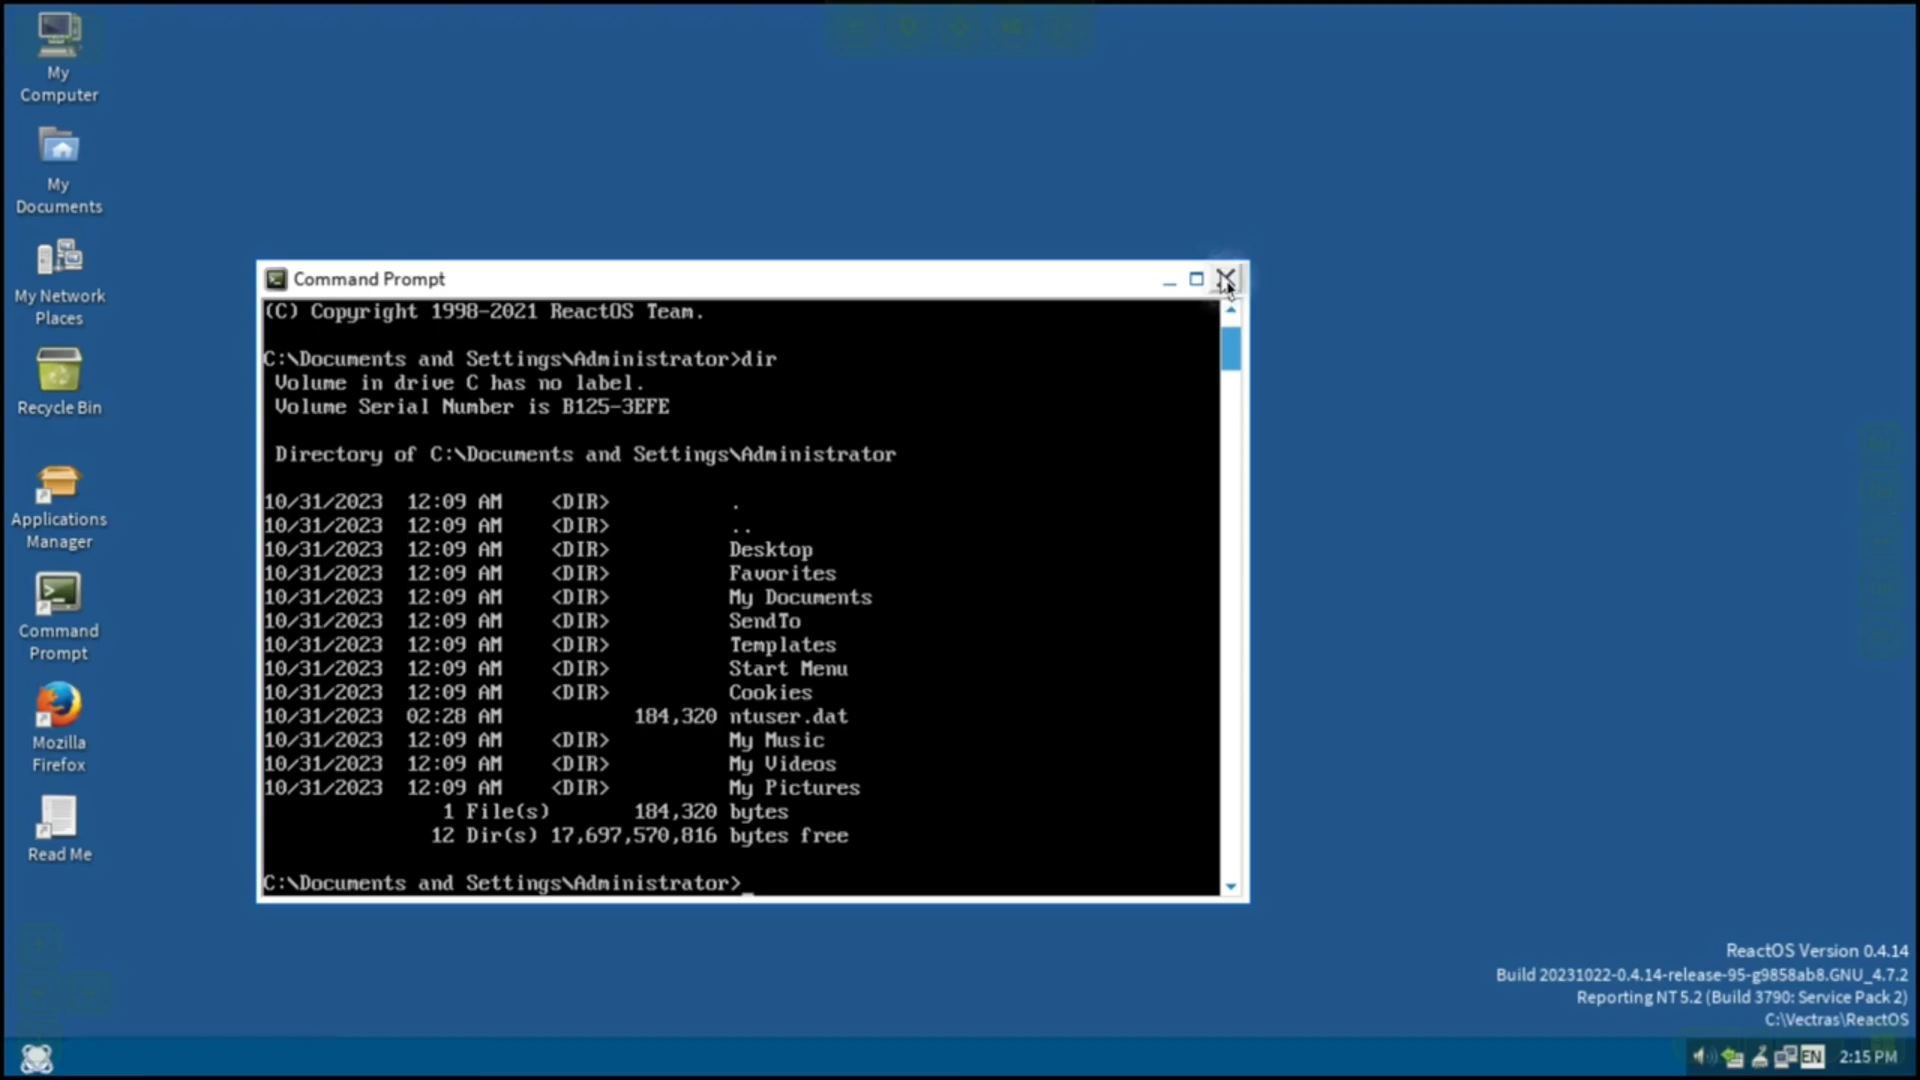 My
Computer
My
Documents
My Network
Places
Recycle Bin
Applications
Manager
Command
Prompt
Mozilla
Firefox
Read Me
Command Prompt
(C) Copyright 1998-2021 ReactOS Team.
C:\Documents and Settings\Administrator>dir
Volume in drive C has no label.
Volume Serial Number is B125-3EFE
Directory of C:\Documents and Settings\Administrator
10/31/2023  12:09 AM    <DIR>          .
10/31/2023  12:09 AM    <DIR>          ..
10/31/2023  12:09 AM    <DIR>          Desktop
10/31/2023  12:09 AM    <DIR>          Favorites
10/31/2023  12:09 AM    <DIR>          My Documents
10/31/2023  12:09 AM    <DIR>          SendTo
10/31/2023  12:09 AM    <DIR>          Templates
10/31/2023  12:09 AM    <DIR>          Start Menu
10/31/2023  12:09 AM    <DIR>          Cookies
10/31/2023  02:28 AM           184,320 ntuser.dat
10/31/2023  12:09 AM    <DIR>          My Music
10/31/2023  12:09 AM    <DIR>          My Videos
10/31/2023  12:09 AM    <DIR>          My Pictures
1 File(s)       184,320 bytes
12 Dir(s) 17,697,570,816 bytes free
C:\Documents and Settings\Administrator>_
ReactOS Version 0.4.14
Build 20231022-0.4.14-release-95-g9858ab8.GNU_4.7.2
Reporting NT 5.2 (Build 3790: Service Pack 2)
C:\Vectras\ReactOS
EN
2:15 PM